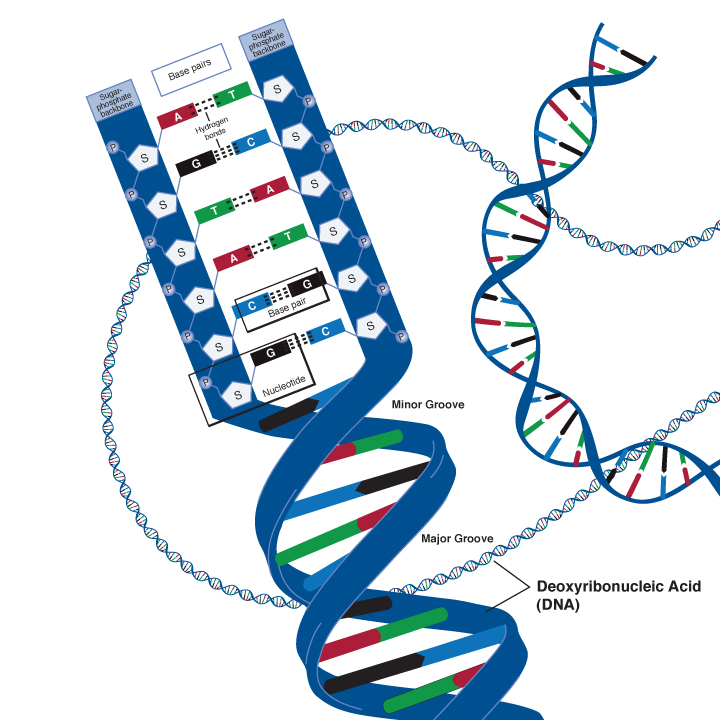 Sugar-
phosphate
backbone
Base pairs
Sugar-
phosphate
backbone
A T
Hydrogen
bonds
G C
T A
A T
C G
Base pair
G C
Nucleotide
P
P
P
P
P
P
S
S
S
S
S
S
S
S
S
S
S
S
P
P
P
P
P
P
Minor Groove
Major Groove
Deoxyribonucleic Acid
(DNA)